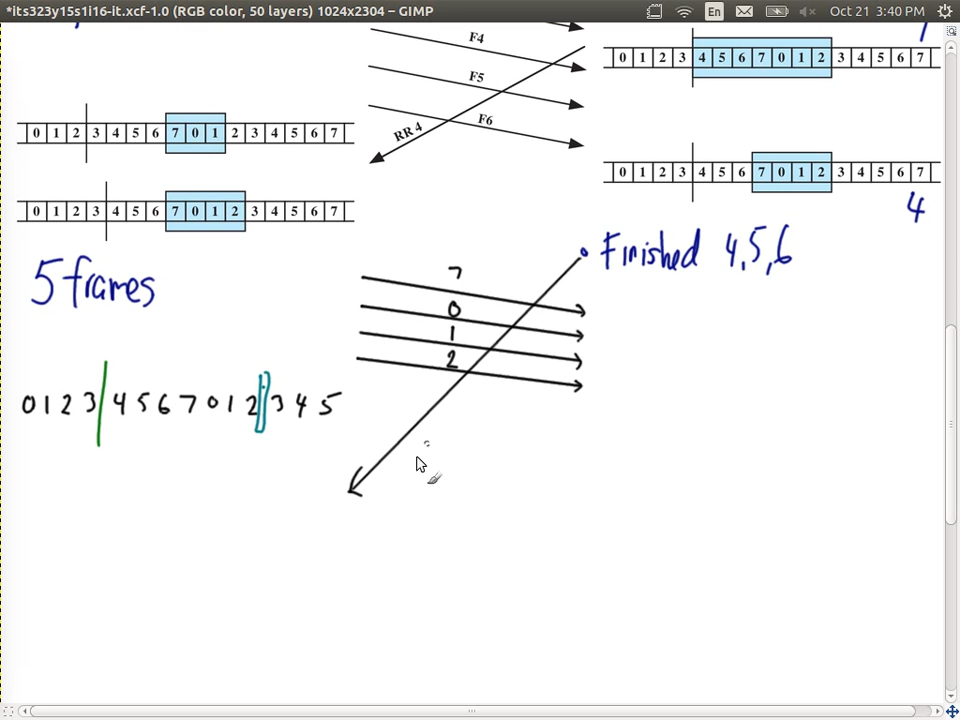 *its323y15s1i16-it.xcf-1.0 (RGB color, 50 layers) 1024x2304 – GIMP
En
Oct 21 3:40 PM
F4
F5
F6
RR 4
0 1 2 3 4 5 6 7 0 1 2 3 4 5 6 7
0 1 2 3 4 5 6 7 0 1 2 3 4 5 6 7
0 1 2 3 4 5 6 7 0 1 2 3 4 5 6 7
0 1 2 3 4 5 6 7 0 1 2 3 4 5 6 7
4
Finished 4,5,6
5 frames
7
0
1
2
0 1 2 3 4 5 6 7 0 1 2 3 4 5